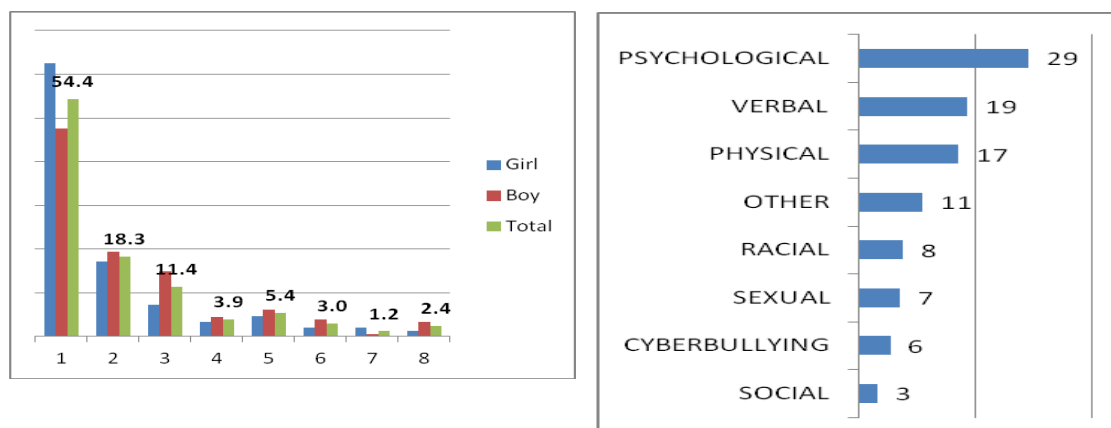 54.4
18.3
11.4
3.9
5.4
3.0
1.2
2.4
1 2 3 4 5 6 7 8
Girl
Boy
Total
PSYCHOLOGICAL 29
VERBAL 19
PHYSICAL 17
OTHER 11
RACIAL 8
SEXUAL 7
CYBERBULLYING 6
SOCIAL 3